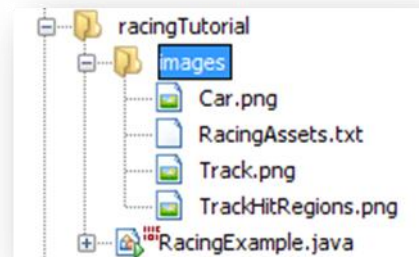 racingTutorial
images
Car.png
RacingAssets.txt
Track.png
TrackHitRegions.png
RacingExample.java